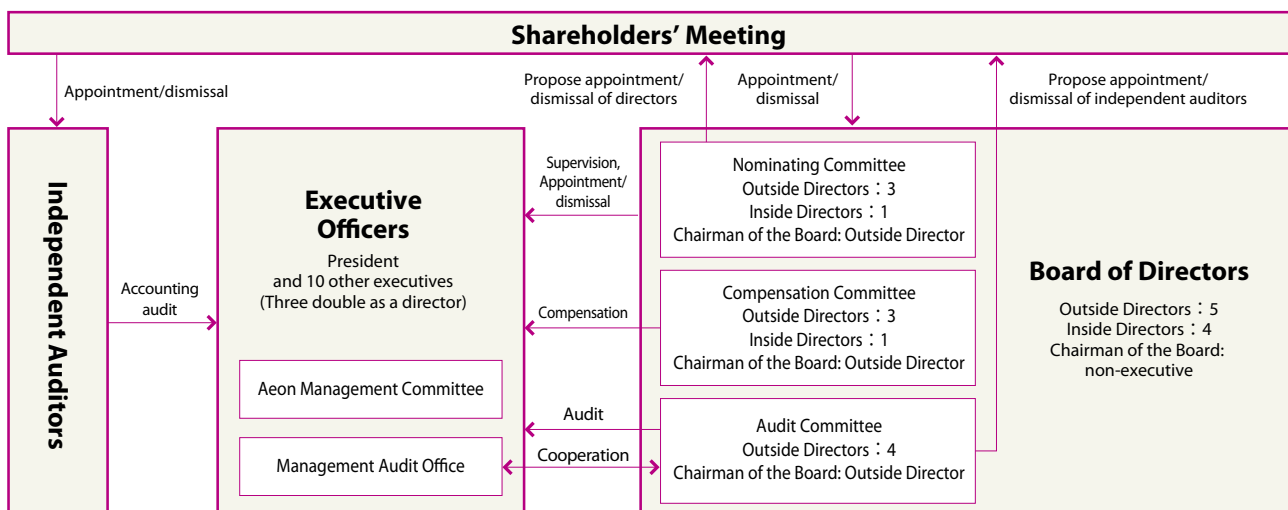 Shareholders’ Meeting
Appointment/dismissal
Propose appointment/
dismissal of directors
Appointment/
dismissal
Propose appointment/
dismissal of independent auditors
Independent Auditors
Accounting
audit
Executive
Officers
President
and 10 other executives
(Three double as a director)
Aeon Management Committee
Management Audit Office
Supervision,
Appointment/
dismissal
Compensation
Audit
Cooperation
Nominating Committee
Outside Directors：3
Inside Directors：1
Chairman of the Board: Outside Director
Compensation Committee
Outside Directors：3
Inside Directors：1
Chairman of the Board: Outside Director
Audit Committee
Outside Directors：4
Chairman of the Board: Outside Director
Board of Directors
Outside Directors：5
Inside Directors：4
Chairman of the Board:
non-executive